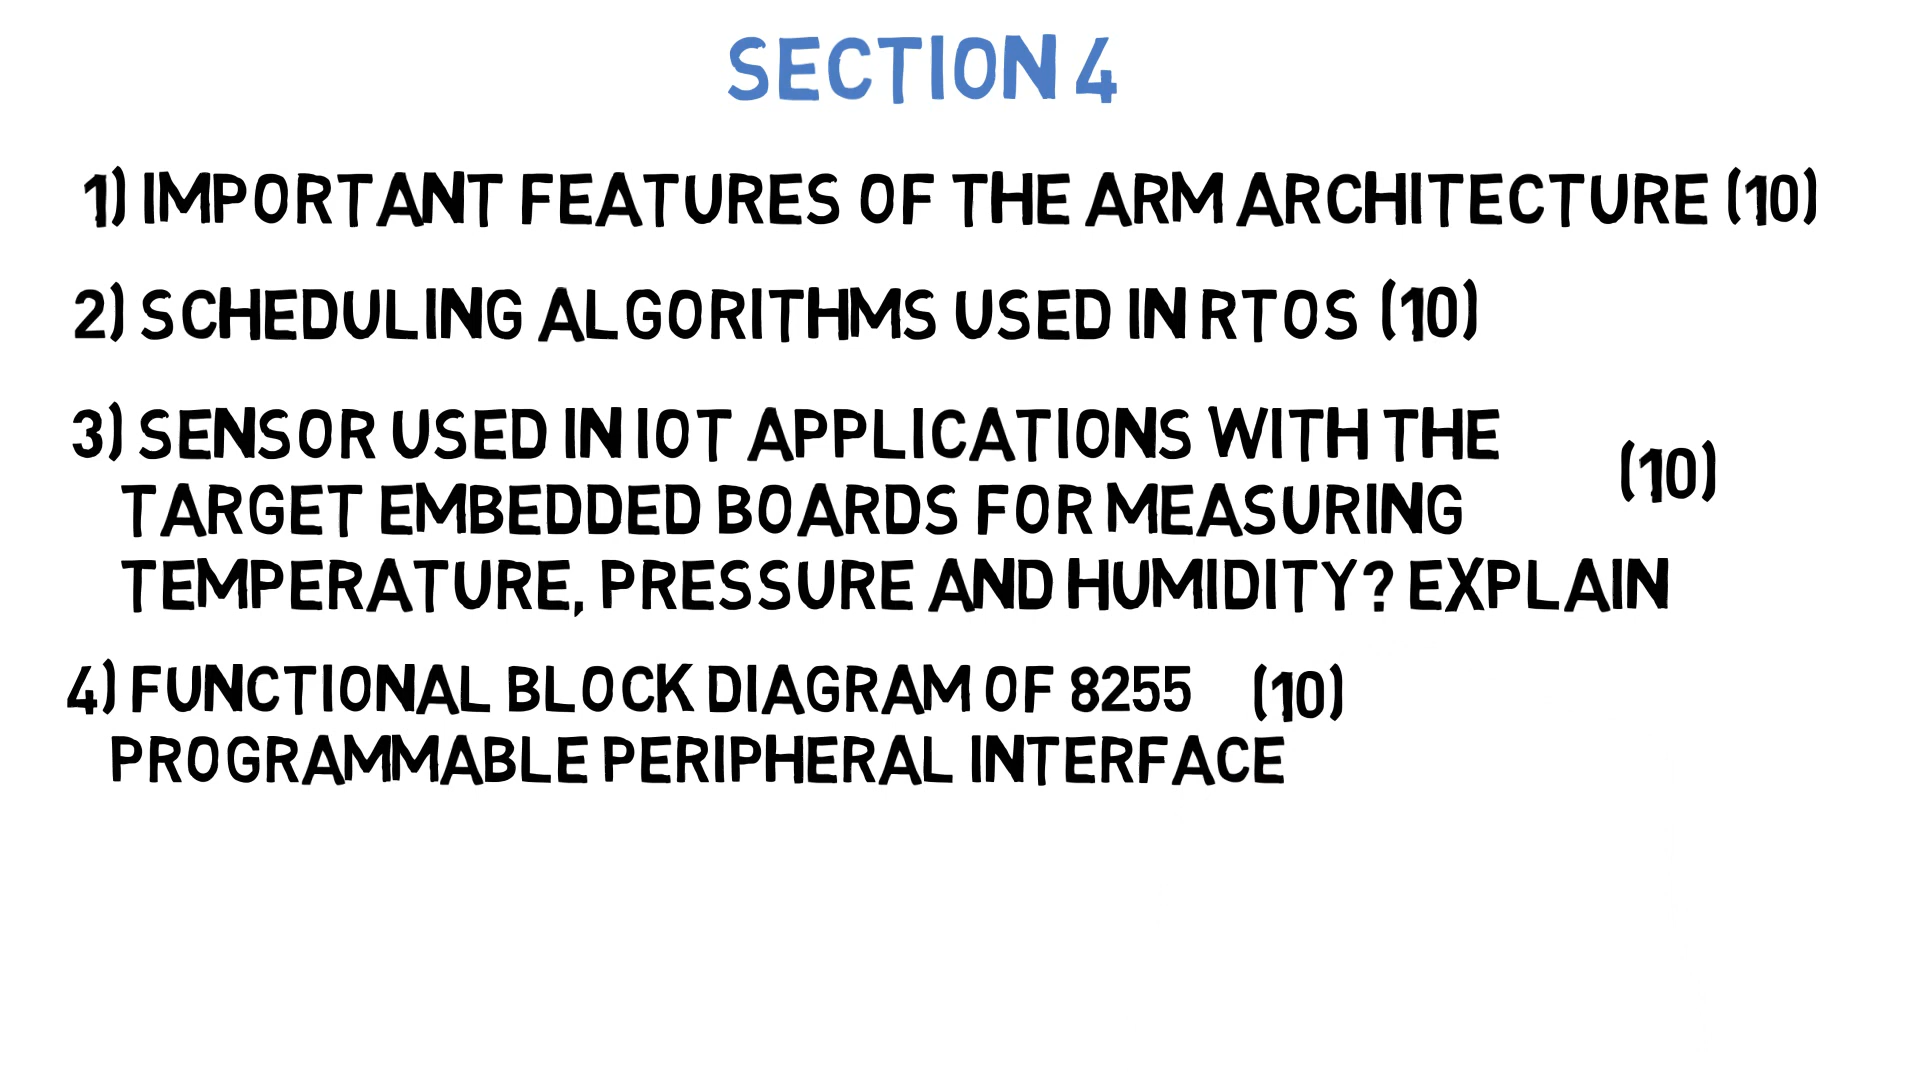 SECTION 4
1) IMPORTANT FEATURES OF THE ARM ARCHITECTURE (10)
2) SCHEDULING ALGORITHMS USED IN RTOS (10)
3) SENSOR USED IN IOT APPLICATIONS WITH THE
TARGET EMBEDDED BOARDS FOR MEASURING (10)
TEMPERATURE, PRESSURE AND HUMIDITY? EXPLAIN
4) FUNCTIONAL BLOCK DIAGRAM OF 8255 (10)
PROGRAMMABLE PERIPHERAL INTERFACE